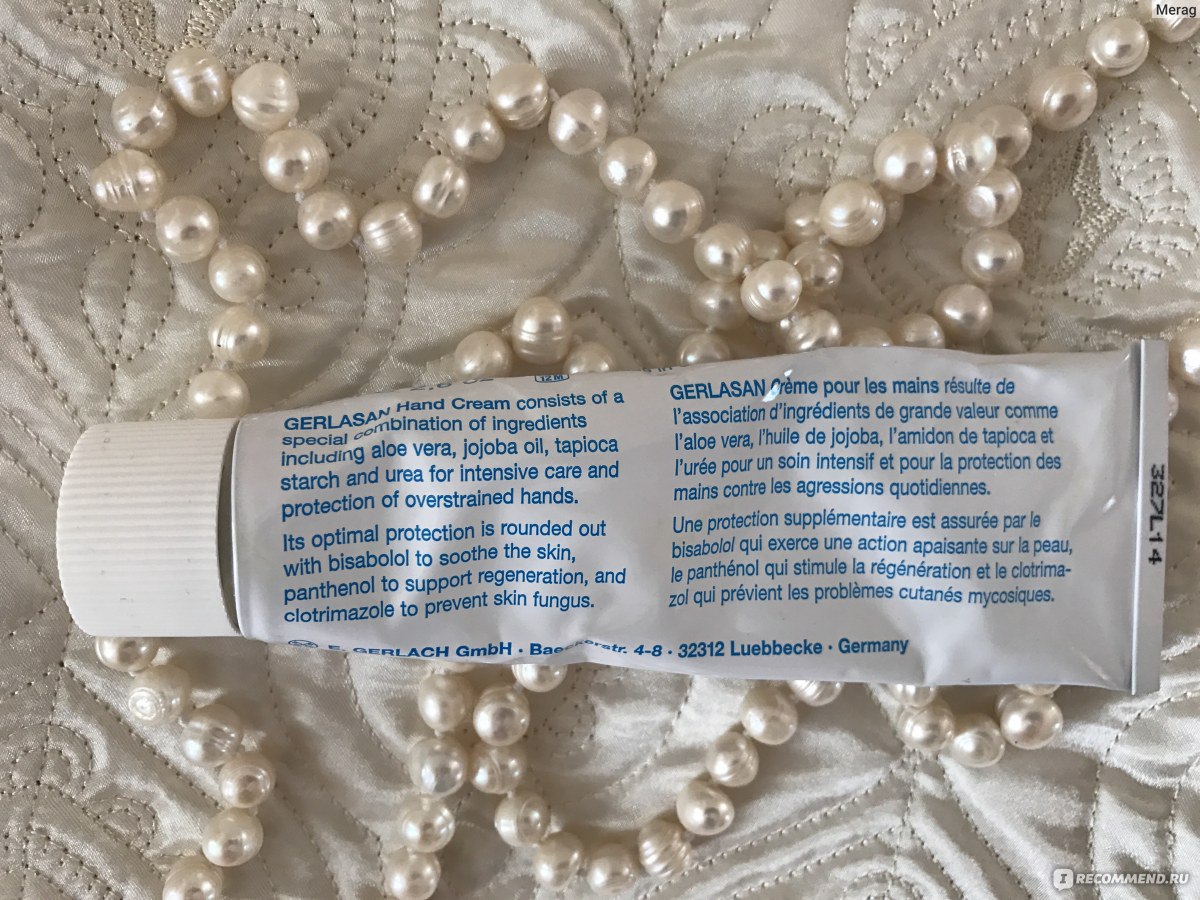 Merag
12M
GERLASAN Hand Cream consists of a
special combination of ingredients
including aloe vera, jojoba oil, tapioca
starch and urea for intensive care and
protection of overstrained hands.
Its optimal protection is rounded out
with bisabolol to soothe the skin,
panthenol to support regeneration, and
clotrimazole to prevent skin fungus.
GERLASAN Crème pour les mains résulte de
l'association d'ingrédients de grande valeur comme
l'aloe vera, l'huile de jojoba, l'amidon de tapioca et
l'urée pour un soin intensif et pour la protection des
mains contre les agressions quotidiennes.
Une protection supplémentaire est assurée par le
bisabolol qui exerce une action apaisante sur la peau,
le panthénol qui stimule la régénération et le clotrima-
zol qui prévient les problèmes cutanés mycosiques.
E. GERLACH GmbH · Baeckerstr. 4-8 · 32312 Luebbecke · Germany
327L14
IRECOMMEND.RU